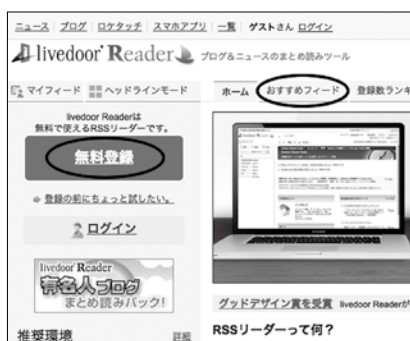 ニュース ブログ ロケタッチ スマホアプリ 一覧 ゲストさん ログイン
livedoor Reader ブログ&ニュースのまとめ読みツール
マイフィード ヘッドラインモード
ホーム おすすめフィード 登録数ランキ
livedoor Readerは
無料で使えるRSSリーダーです。
無料登録
登録の前にちょっと試したい。
ログイン
livedoor Reader
有名人ブログ
まとめ読みパック!
推奨環境 詳細
グッドデザイン賞を受賞 livedoor Readerが
RSSリーダーって何?